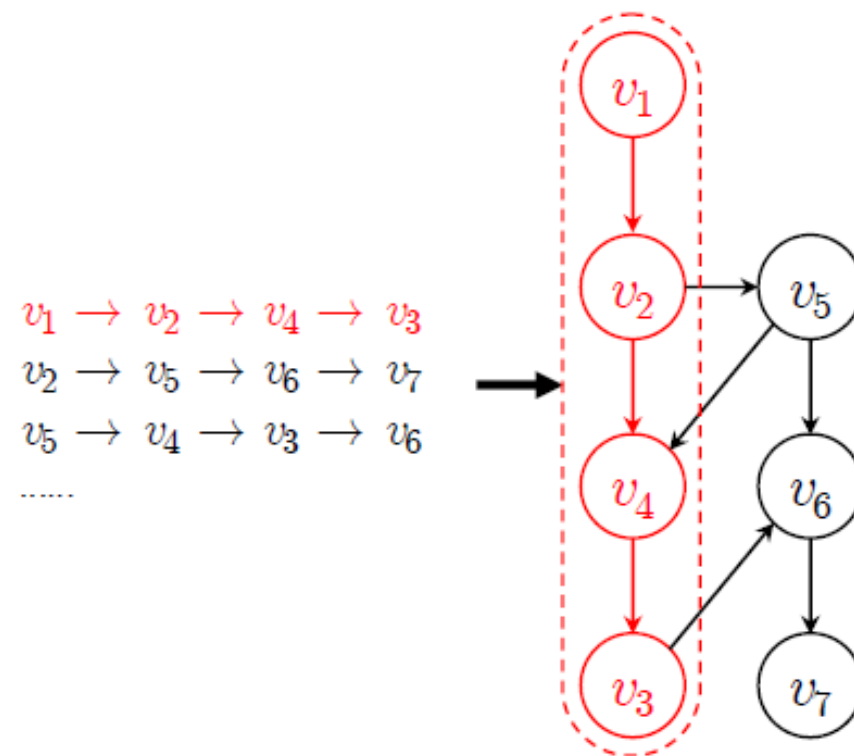 v₁ → v₂ → v₄ → v₃
v₂ → v₅ → v₆ → v₇
v₅ → v₄ → v₃ → v₆
......
v₁
v₂
v₅
v₄
v₆
v₃
v₇